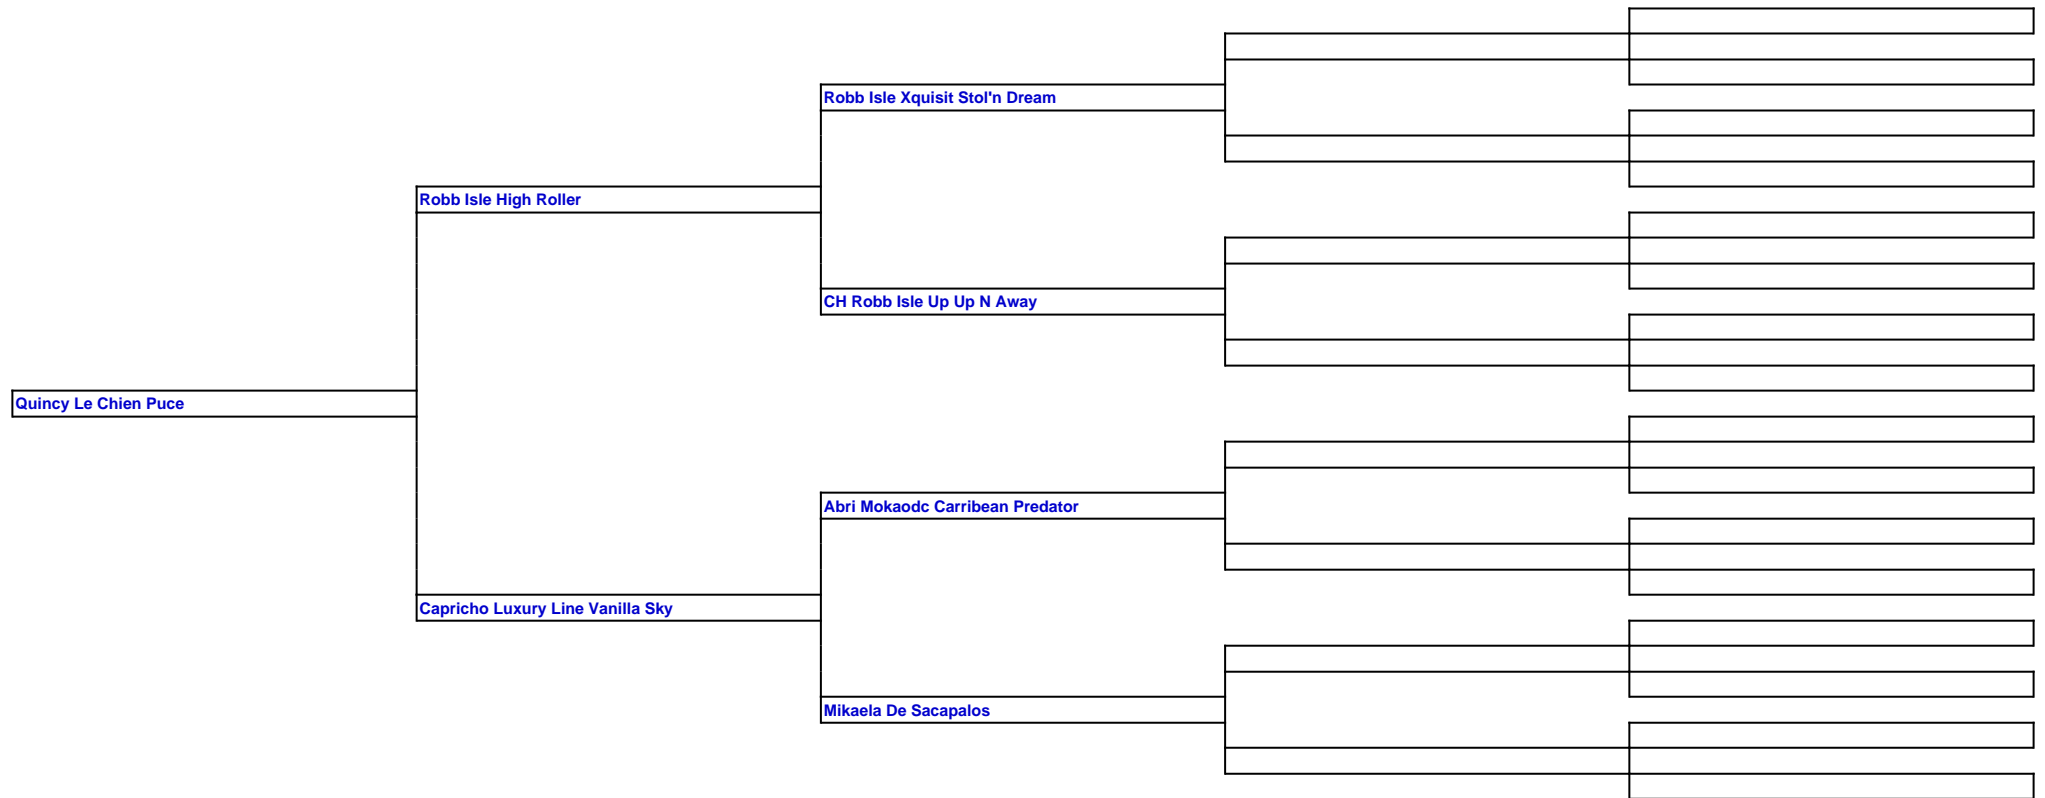 Robb Isle Xquisit Stol'n Dream
Robb Isle High Roller
CH Robb Isle Up Up N Away
Quincy Le Chien Puce
Abri Mokaodc Carribean Predator
Capricho Luxury Line Vanilla Sky
Mikaela De Sacapalos